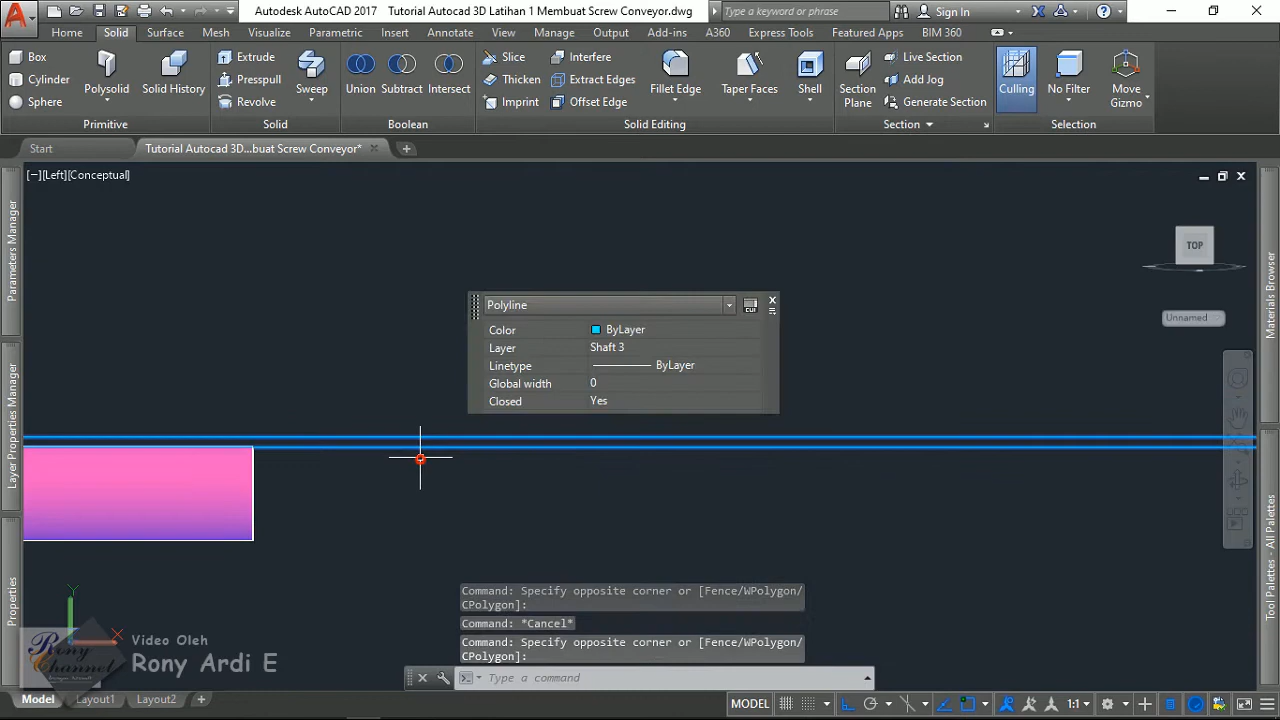 Autodesk AutoCAD 2017 Tutorial Autocad 3D Latihan 1 Membuat Screw Conveyor.dwg Type a keyword or phrase Sign In
Home Solid Surface Mesh Visualize Parametric Insert Annotate View Manage Output Add-ins A360 Express Tools Featured Apps BIM 360
Box Cylinder Sphere Polysolid Solid History
Primitive
Extrude Presspull Revolve Sweep
Solid
Union Subtract Intersect
Boolean
Slice Thicken Imprint Interfere Extract Edges Offset Edge Fillet Edge Taper Faces Shell
Solid Editing
Section Plane Live Section Add Jog Generate Section
Section
Culling No Filter Move Gizmo
Selection
Start Tutorial Autocad 3D...buat Screw Conveyor*
[−][Left][Conceptual]
Parameters Manager
Layer Properties Manager
Properties
TOP
Unnamed
Materials Browser
Tool Palettes - All Palettes
Polyline
Color ByLayer
Layer Shaft 3
Linetype ByLayer
Global width 0
Closed Yes
Y
X
Command: Specify opposite corner or [Fence/WPolygon/
CPolygon]:
Command: *Cancel*
Command: Specify opposite corner or [Fence/WPolygon/
CPolygon]:
Type a command
Video Oleh
Rony Ardi E
Rony
Channel
Model Layout1 Layout2 +
MODEL 1:1